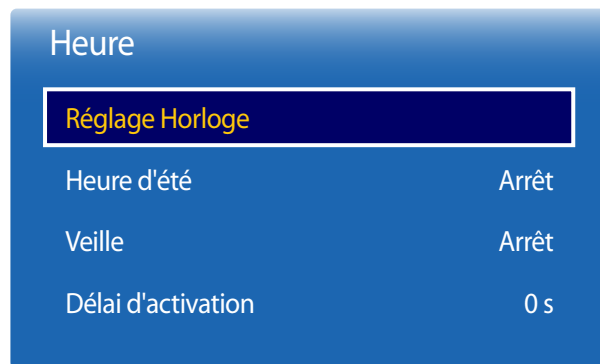 Heure
Réglage Horloge
Heure d'été Arrêt
Veille Arrêt
Délai d'activation 0 s